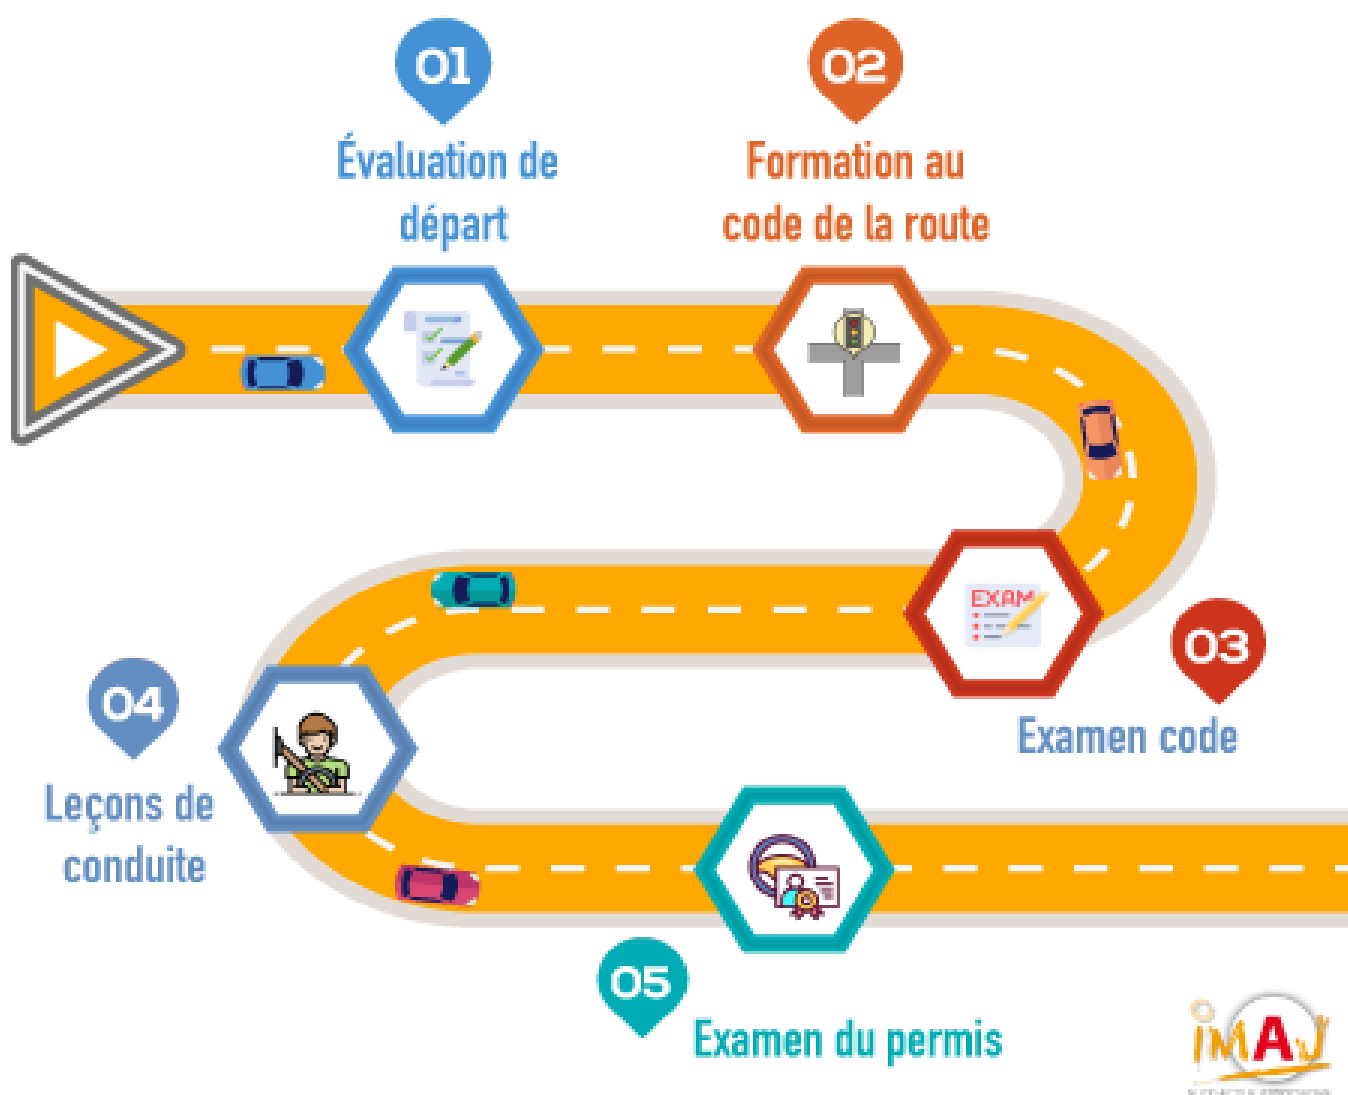 01
Évaluation de
départ
02
Formation au
code de la route
EXAM
03
Examen code
04
Leçons de
conduite
05
Examen du permis
iMAJ